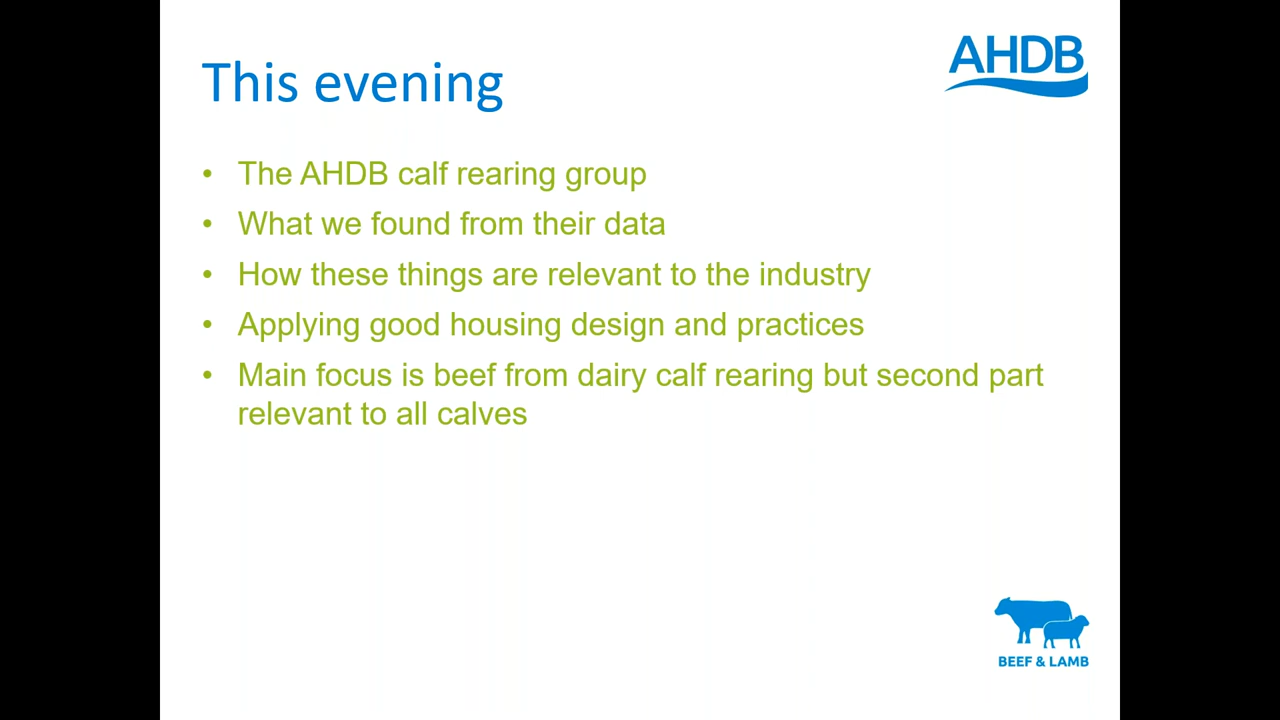 This evening
AHDB
• The AHDB calf rearing group
• What we found from their data
• How these things are relevant to the industry
• Applying good housing design and practices
• Main focus is beef from dairy calf rearing but second part
relevant to all calves
BEEF & LAMB